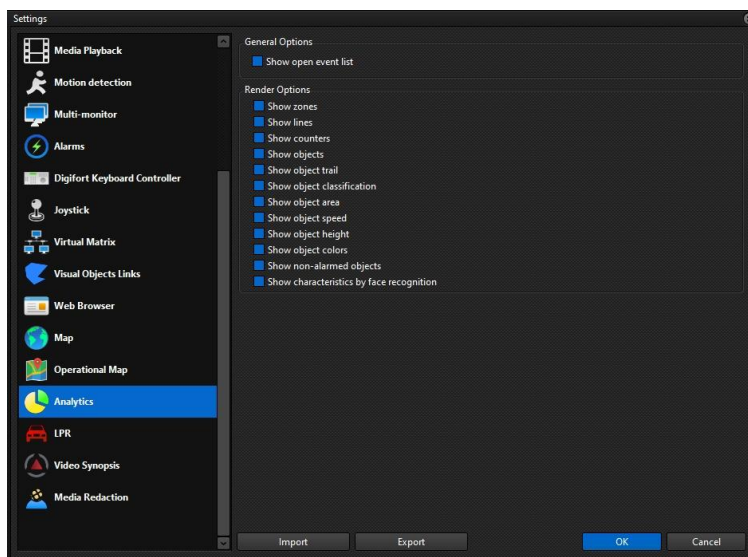 Settings
Media Playback
Motion detection
Multi-monitor
Alarms
Digifort Keyboard Controller
Joystick
Virtual Matrix
Visual Objects Links
Web Browser
Map
Operational Map
Analytics
LPR
Video Synopsis
Media Redaction
General Options
Show open event list
Render Options
Show zones
Show lines
Show counters
Show objects
Show object trail
Show object classification
Show object area
Show object speed
Show object height
Show object colors
Show non-alarmed objects
Show characteristics by face recognition
Import
Export
OK
Cancel